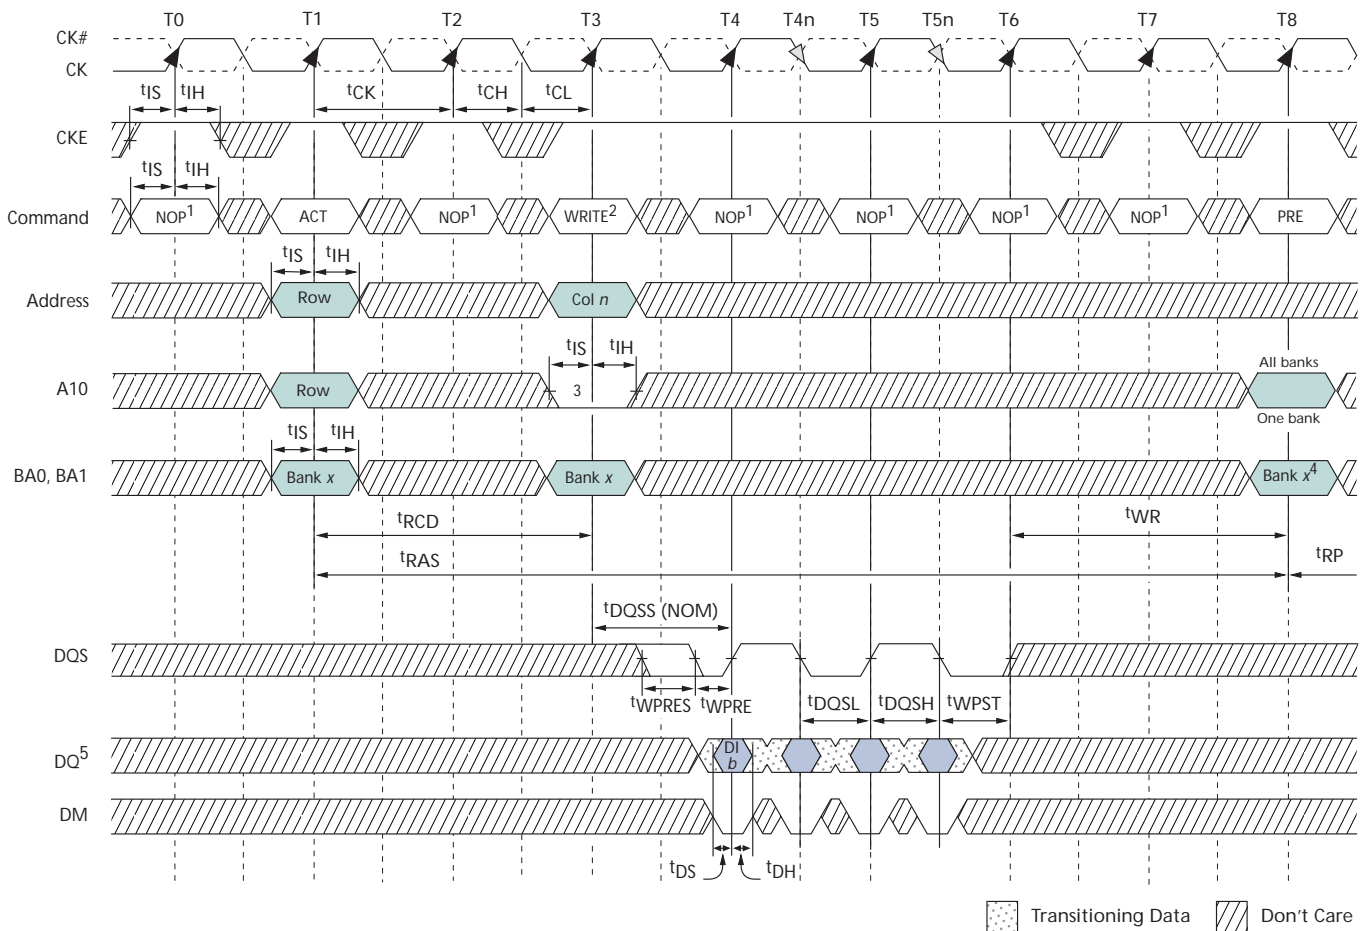 T0 T1 T2 T3 T4 T4n T5 T5n T6 T7 T8
CK#
CK
tIS tIH tCK tCH tCL
CKE
tIS tIH
Command NOP1 ACT NOP1 WRITE2 NOP1 NOP1 NOP1 NOP1 PRE
tIS tIH
Address Row Col n
tIS tIH
All banks
A10 Row 3
One bank
tIS tIH
BA0, BA1 Bank x Bank x Bank x4
tRCD tWR
tRAS tRP
tDQSS (NOM)
DQS
tWPRES tWPRE tDQSL tDQSH tWPST
DQ5 DI
b
DM
tDS tDH
Transitioning Data Don't Care